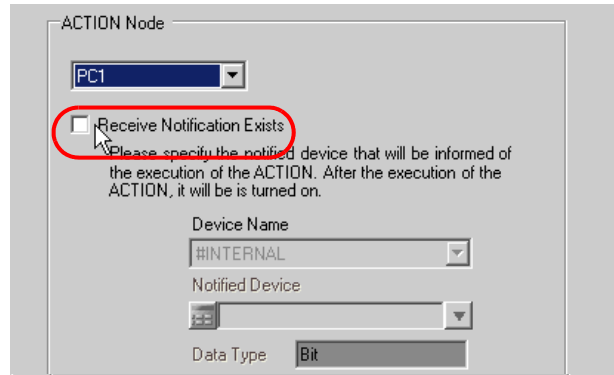 ACTION Node
PC1
Receive Notification Exists
Please specify the notified device that will be informed of
the execution of the ACTION. After the execution of the
ACTION, it will be is turned on.
Device Name
#INTERNAL
Notified Device
Data Type Bit